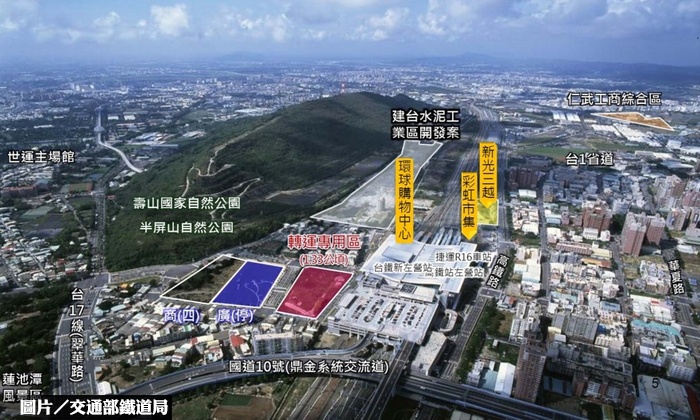 仁武工商綜合區
建台水泥工
業區開發案
世運主場館
台1省道
新光三越
彩虹市集
環球購物中心
壽山國家自然公園
半屏山自然公園
轉運專用區
(1.33公頃)
捷運R16車站
台鐵新左營站
鐵站左營站
高鐵路
華夏路
台17線(翠華路)
商(四)
廣(停)
國道10號(鼎金系統交流道)
蓮池潭
風景區
圖片／交通部鐵道局